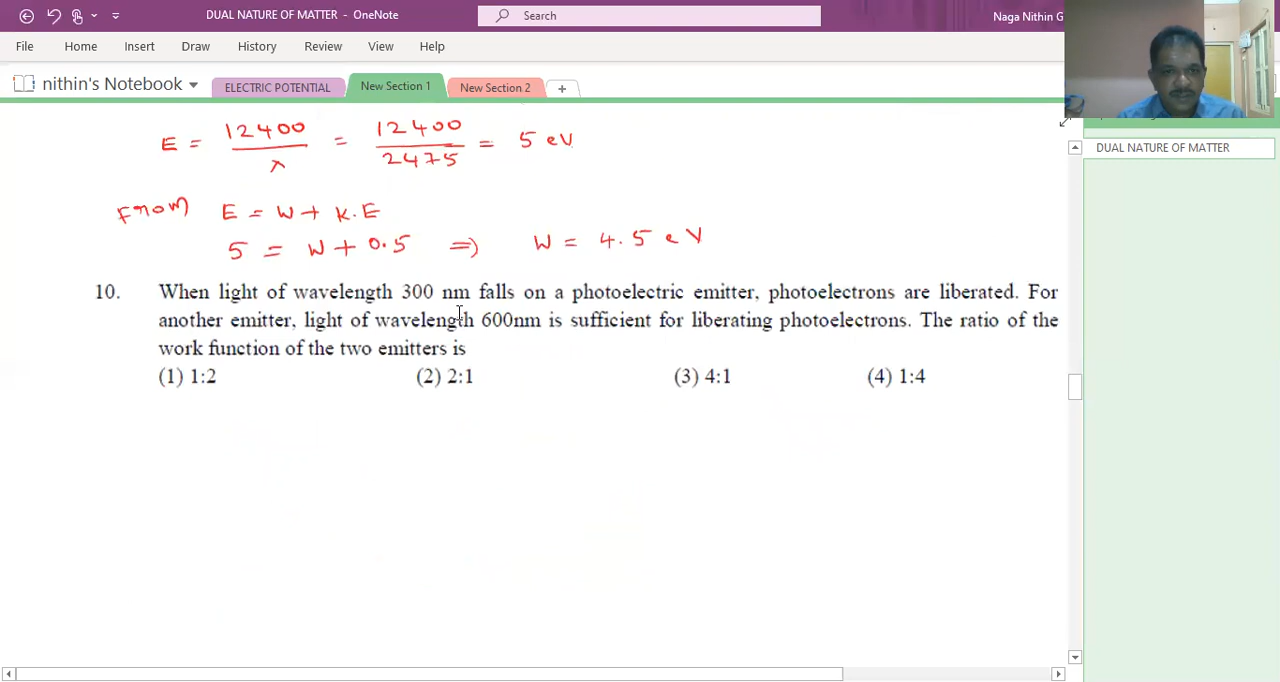 DUAL NATURE OF MATTER - OneNote
Search
Naga Nithin G
File Home Insert Draw History Review View Help
nithin's Notebook ELECTRIC POTENTIAL New Section 1 New Section 2
DUAL NATURE OF MATTER
E = 12400 / λ = 12400 / 2475 = 5 eV
From E = W + K.E
5 = W + 0.5 ⇒ W = 4.5 eV
10. When light of wavelength 300 nm falls on a photoelectric emitter, photoelectrons are liberated. For
another emitter, light of wavelength 600nm is sufficient for liberating photoelectrons. The ratio of the
work function of the two emitters is
(1) 1:2 (2) 2:1 (3) 4:1 (4) 1:4